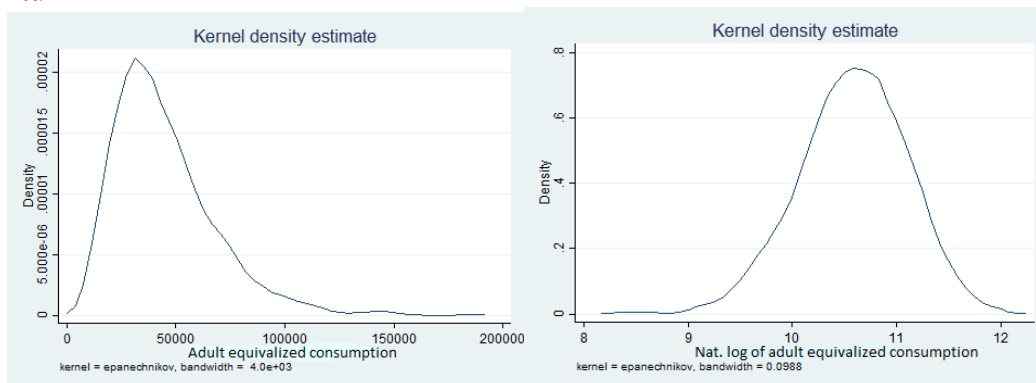 Kernel density estimate
Density
.00002
.000015
.00001
5.000e-06
0
0 50000 100000 150000 200000
Adult equivalized consumption
kernel = epanechnikov, bandwidth = 4.0e+03
Kernel density estimate
Density
.8
.6
.4
.2
0
8 9 10 11 12
Nat. log of adult equivalized consumption
kernel = epanechnikov, bandwidth = 0.0988